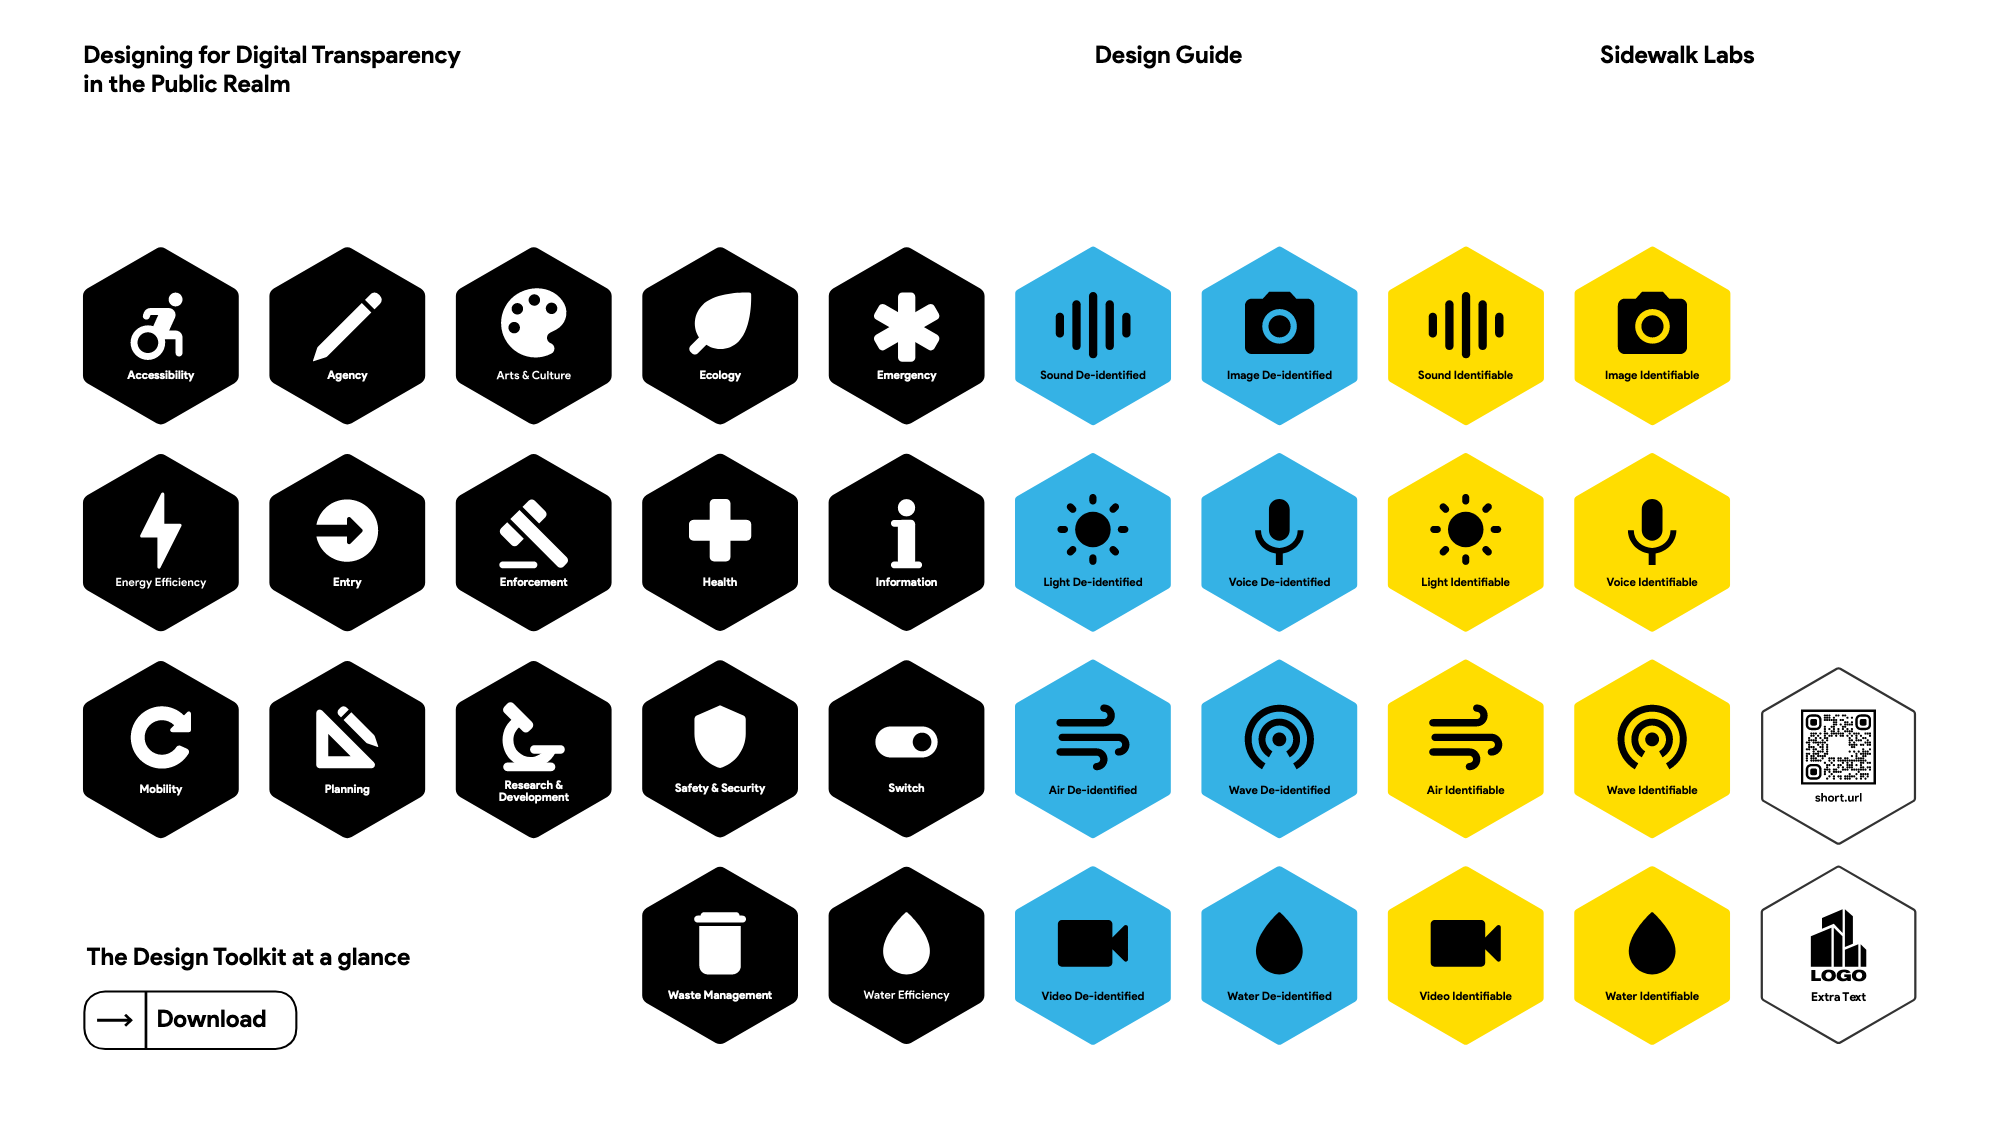 Designing for Digital Transparency
in the Public Realm
Design Guide
Sidewalk Labs
Accessibility
Agency
Arts & Culture
Ecology
Emergency
Sound De-identified
Image De-identified
Sound Identifiable
Image Identifiable
Energy Efficiency
Entry
Enforcement
Health
Information
Light De-identified
Voice De-identified
Light Identifiable
Voice Identifiable
Mobility
Planning
Research &
Development
Safety & Security
Switch
Air De-identified
Wave De-identified
Air Identifiable
Wave Identifiable
short.url
The Design Toolkit at a glance
Download
Waste Management
Water Efficiency
Video De-identified
Water De-identified
Video Identifiable
Water Identifiable
LOGO
Extra Text